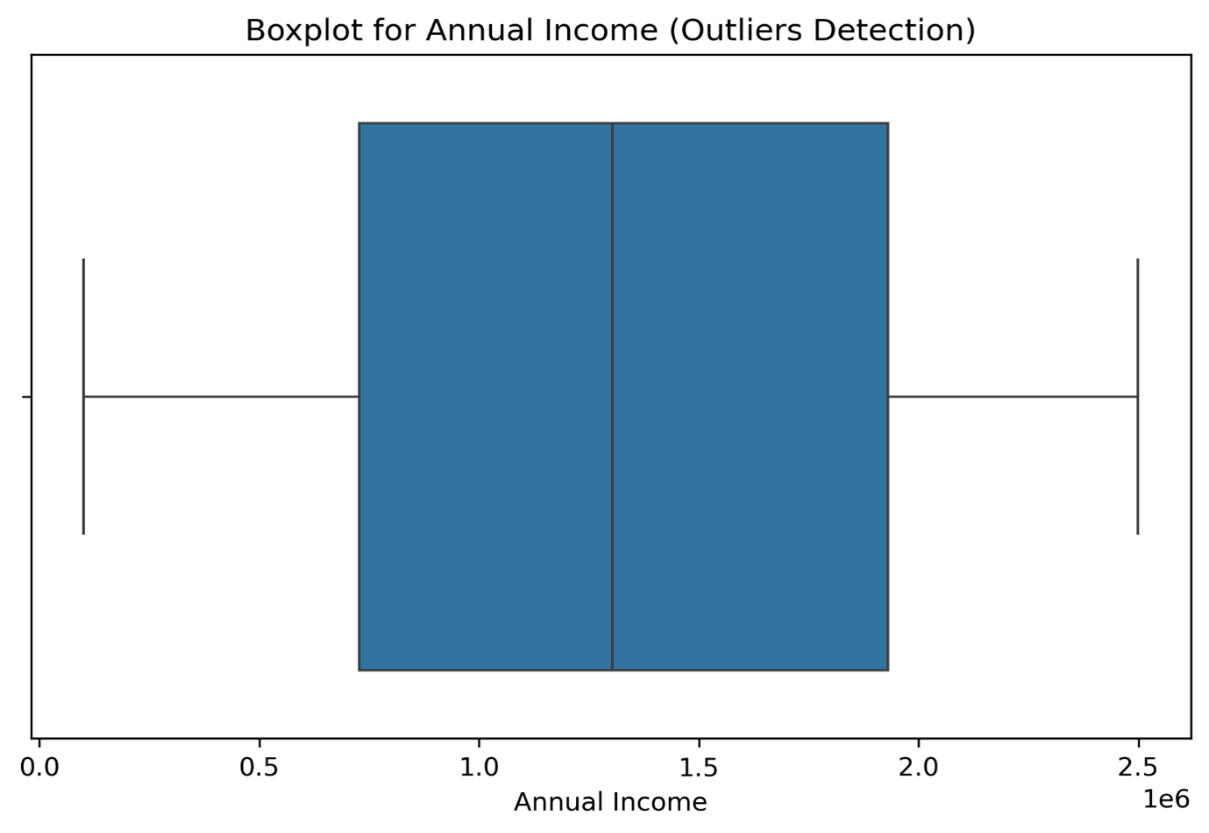 Boxplot for Annual Income (Outliers Detection)
0.0 0.5 1.0 1.5 2.0 2.5
1e6
Annual Income